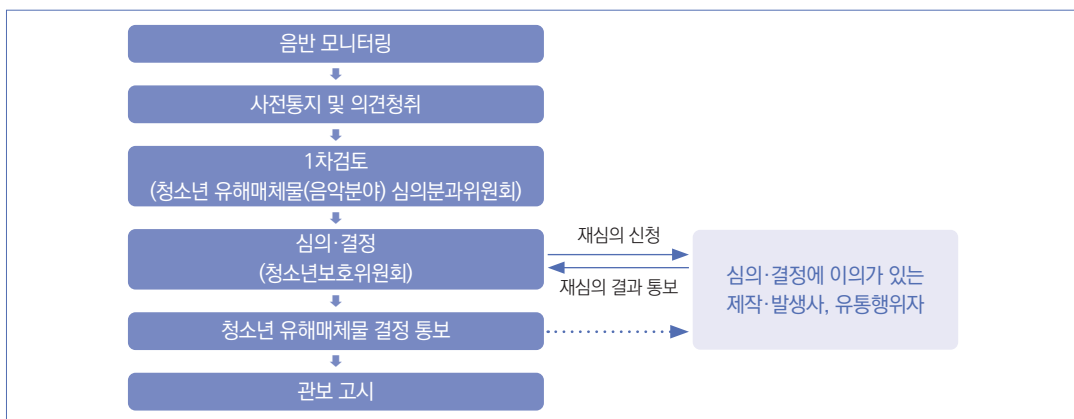 음반 모니터링
사전통지 및 의견청취
1차검토
(청소년 유해매체물(음악분야) 심의분과위원회)
심의·결정
(청소년보호위원회)
재심의 신청
재심의 결과 통보
심의·결정에 이의가 있는
제작·발생사, 유통행위자
청소년 유해매체물 결정 통보
관보 고시